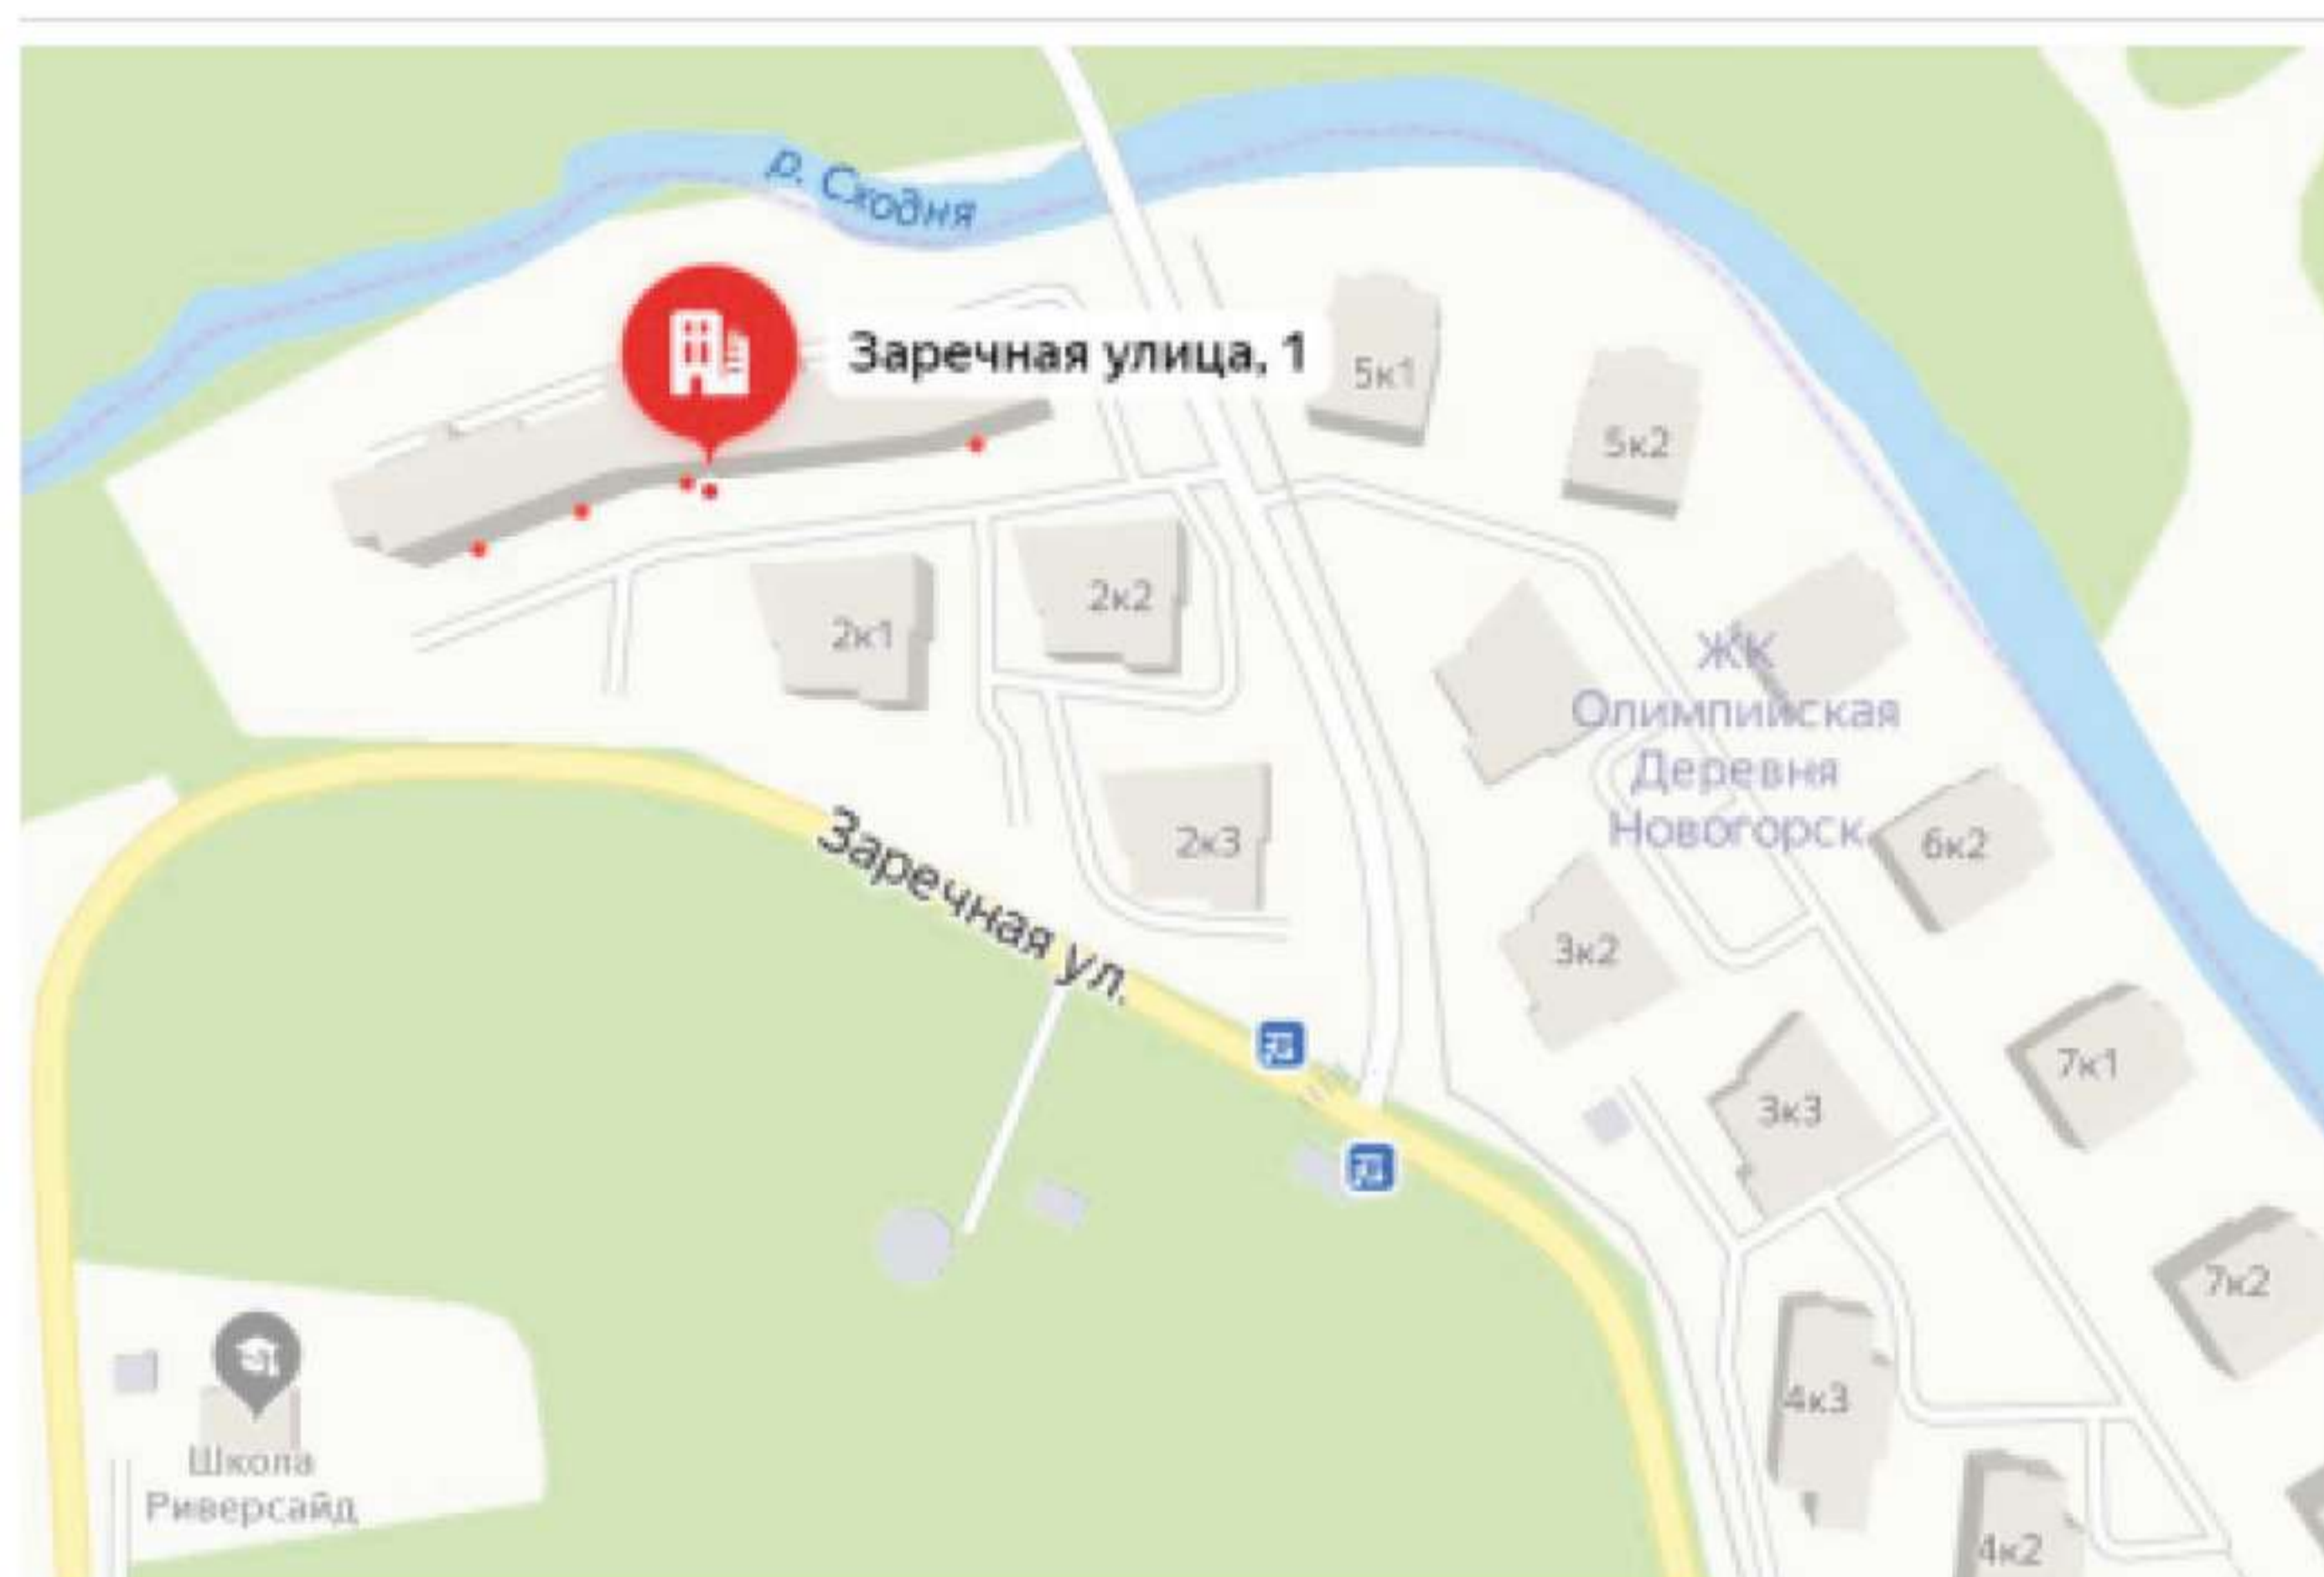 р. Сходня
Заречная улица, 1
5к1
5к2
2к2
2к1
ЖК
Олимпийская
Деревня
Новогорск
2к3
6к2
Заречная ул.
3к2
7к1
3к3
7к2
4к3
Школа
Риверсайд
4к2